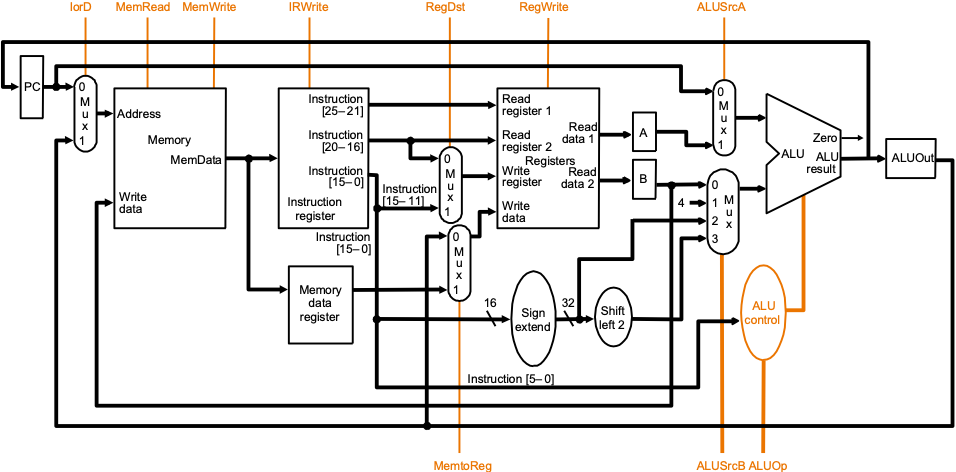 IorD
MemRead
MemWrite
IRWrite
RegDst
RegWrite
ALUSrcA
PC
0
M
u
x
1
Address
Memory
MemData
Write
data
Instruction
[25–21]
Instruction
[20–16]
Instruction
[15–0]
Instruction
register
Instruction
[15–11]
Instruction
[15–0]
Memory
data
register
0
M
u
x
1
0
M
u
x
1
Read
register 1
Read
register 2
Registers
Write
register
Write
data
Read
data 1
Read
data 2
A
B
4
0
M
u
x
1
0
1
2
3
M
u
x
Zero
ALU
ALU
result
ALUOut
16
Sign
extend
32
Shift
left 2
ALU
control
Instruction [5–0]
MemtoReg
ALUSrcB
ALUOp